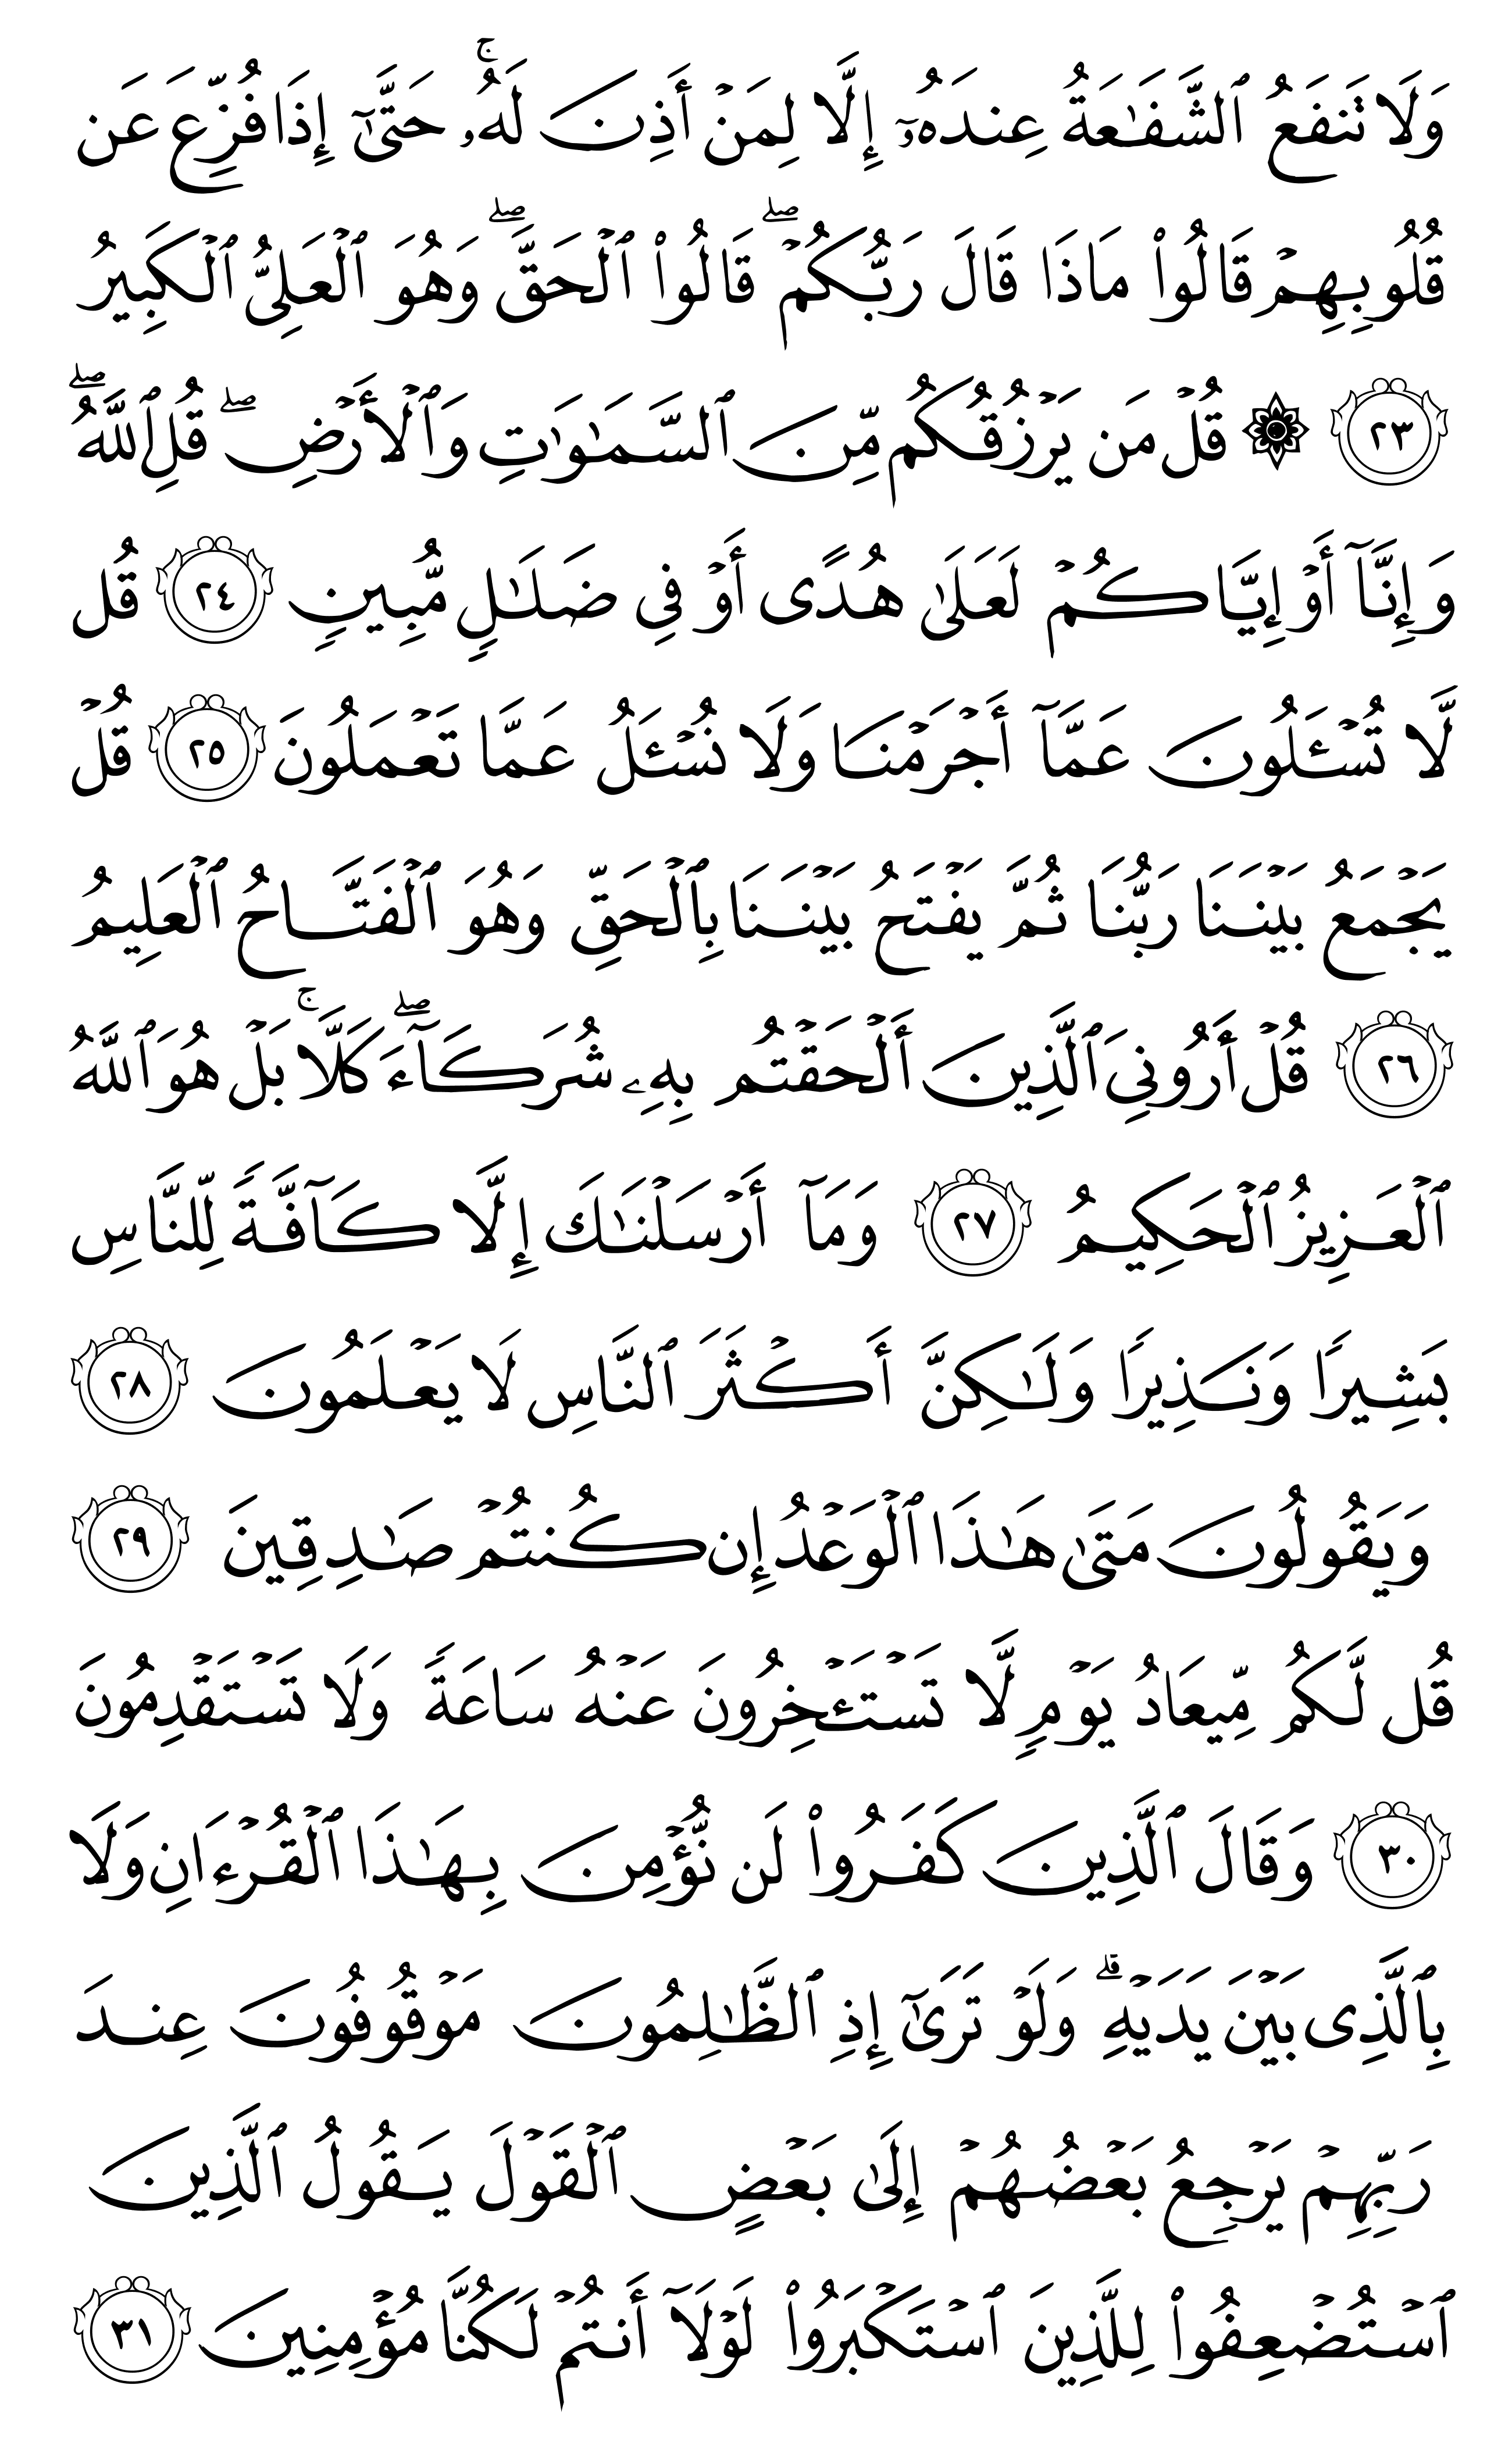 وَلَا تَنفَعُ ٱلشَّفَٰعَةُ عِندَهُۥٓ إِلَّا لِمَنْ أَذِنَ لَهُۥۚ حَتَّىٰٓ إِذَا فُزِّعَ عَن
قُلُوبِهِمْ قَالُوا۟ مَاذَا قَالَ رَبُّكُمْۖ قَالُوا۟ ٱلْحَقَّۖ وَهُوَ ٱلْعَلِىُّ ٱلْكَبِيرُ
٢٣ ۞ قُلْ مَن يَرْزُقُكُم مِّنَ ٱلسَّمَٰوَٰتِ وَٱلْأَرْضِۖ قُلِ ٱللَّهُۖ
وَإِنَّآ أَوْ إِيَّاكُمْ لَعَلَىٰ هُدًى أَوْ فِى ضَلَٰلٍ مُّبِينٍ ٢٤ قُل
لَّا تُسْـَٔلُونَ عَمَّآ أَجْرَمْنَا وَلَا نُسْـَٔلُ عَمَّا تَعْمَلُونَ ٢٥ قُلْ
يَجْمَعُ بَيْنَنَا رَبُّنَا ثُمَّ يَفْتَحُ بَيْنَنَا بِٱلْحَقِّ وَهُوَ ٱلْفَتَّاحُ ٱلْعَلِيمُ
٢٦ قُلْ أَرُونِىَ ٱلَّذِينَ أَلْحَقْتُم بِهِۦ شُرَكَآءَۖ كَلَّاۚ بَلْ هُوَ ٱللَّهُ
ٱلْعَزِيزُ ٱلْحَكِيمُ ٢٧ وَمَآ أَرْسَلْنَٰكَ إِلَّا كَآفَّةً لِّلنَّاسِ
بَشِيرًا وَنَذِيرًا وَلَٰكِنَّ أَكْثَرَ ٱلنَّاسِ لَا يَعْلَمُونَ ٢٨
وَيَقُولُونَ مَتَىٰ هَٰذَا ٱلْوَعْدُ إِن كُنتُمْ صَٰدِقِينَ ٢٩
قُل لَّكُم مِّيعَادُ يَوْمٍ لَّا تَسْتَـْٔخِرُونَ عَنْهُ سَاعَةً وَلَا تَسْتَقْدِمُونَ
٣٠ وَقَالَ ٱلَّذِينَ كَفَرُوا۟ لَن نُّؤْمِنَ بِهَٰذَا ٱلْقُرْءَانِ وَلَا
بِٱلَّذِى بَيْنَ يَدَيْهِۗ وَلَوْ تَرَىٰٓ إِذِ ٱلظَّٰلِمُونَ مَوْقُوفُونَ عِندَ
رَبِّهِمْ يَرْجِعُ بَعْضُهُمْ إِلَىٰ بَعْضٍ ٱلْقَوْلَ يَقُولُ ٱلَّذِينَ
ٱسْتُضْعِفُوا۟ لِلَّذِينَ ٱسْتَكْبَرُوا۟ لَوْلَآ أَنتُمْ لَكُنَّا مُؤْمِنِينَ ٣١